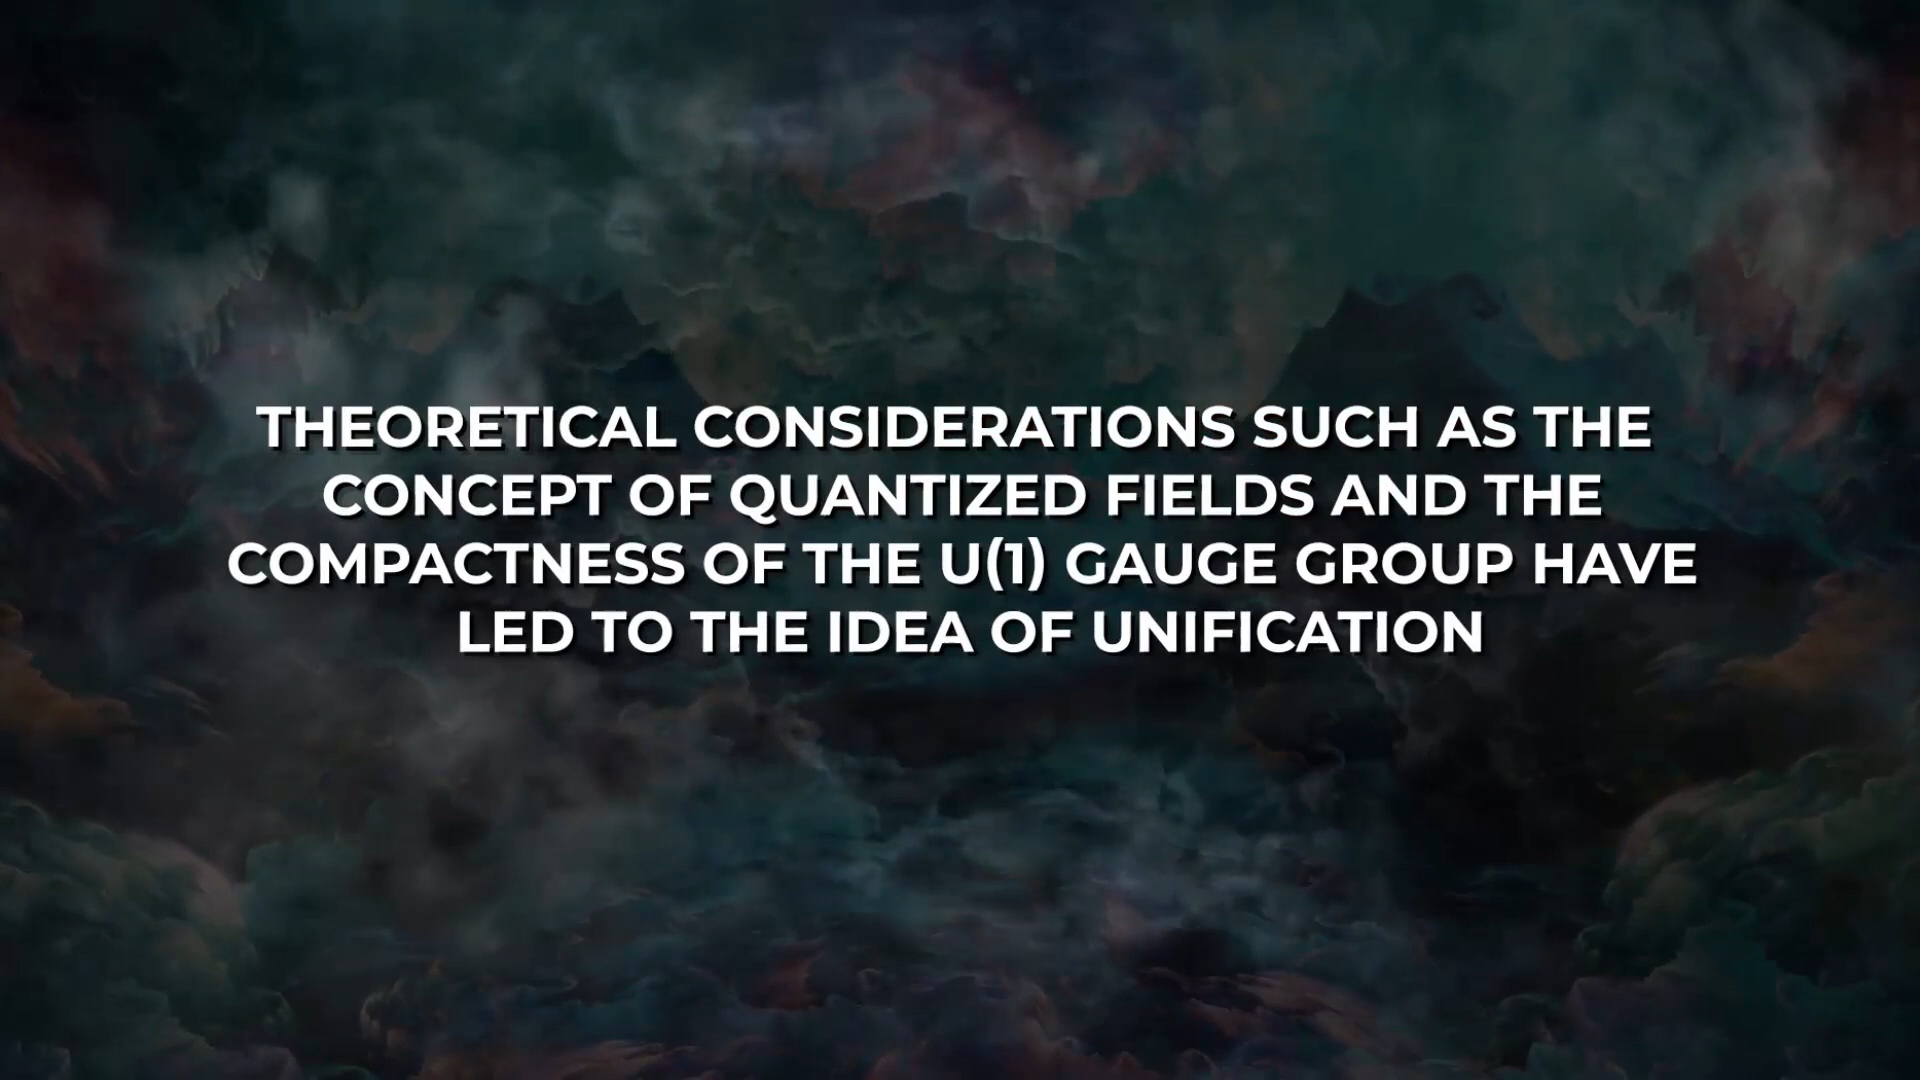 THEORETICAL CONSIDERATIONS SUCH AS THE
CONCEPT OF QUANTIZED FIELDS AND THE
COMPACTNESS OF THE U(1) GAUGE GROUP HAVE
LED TO THE IDEA OF UNIFICATION